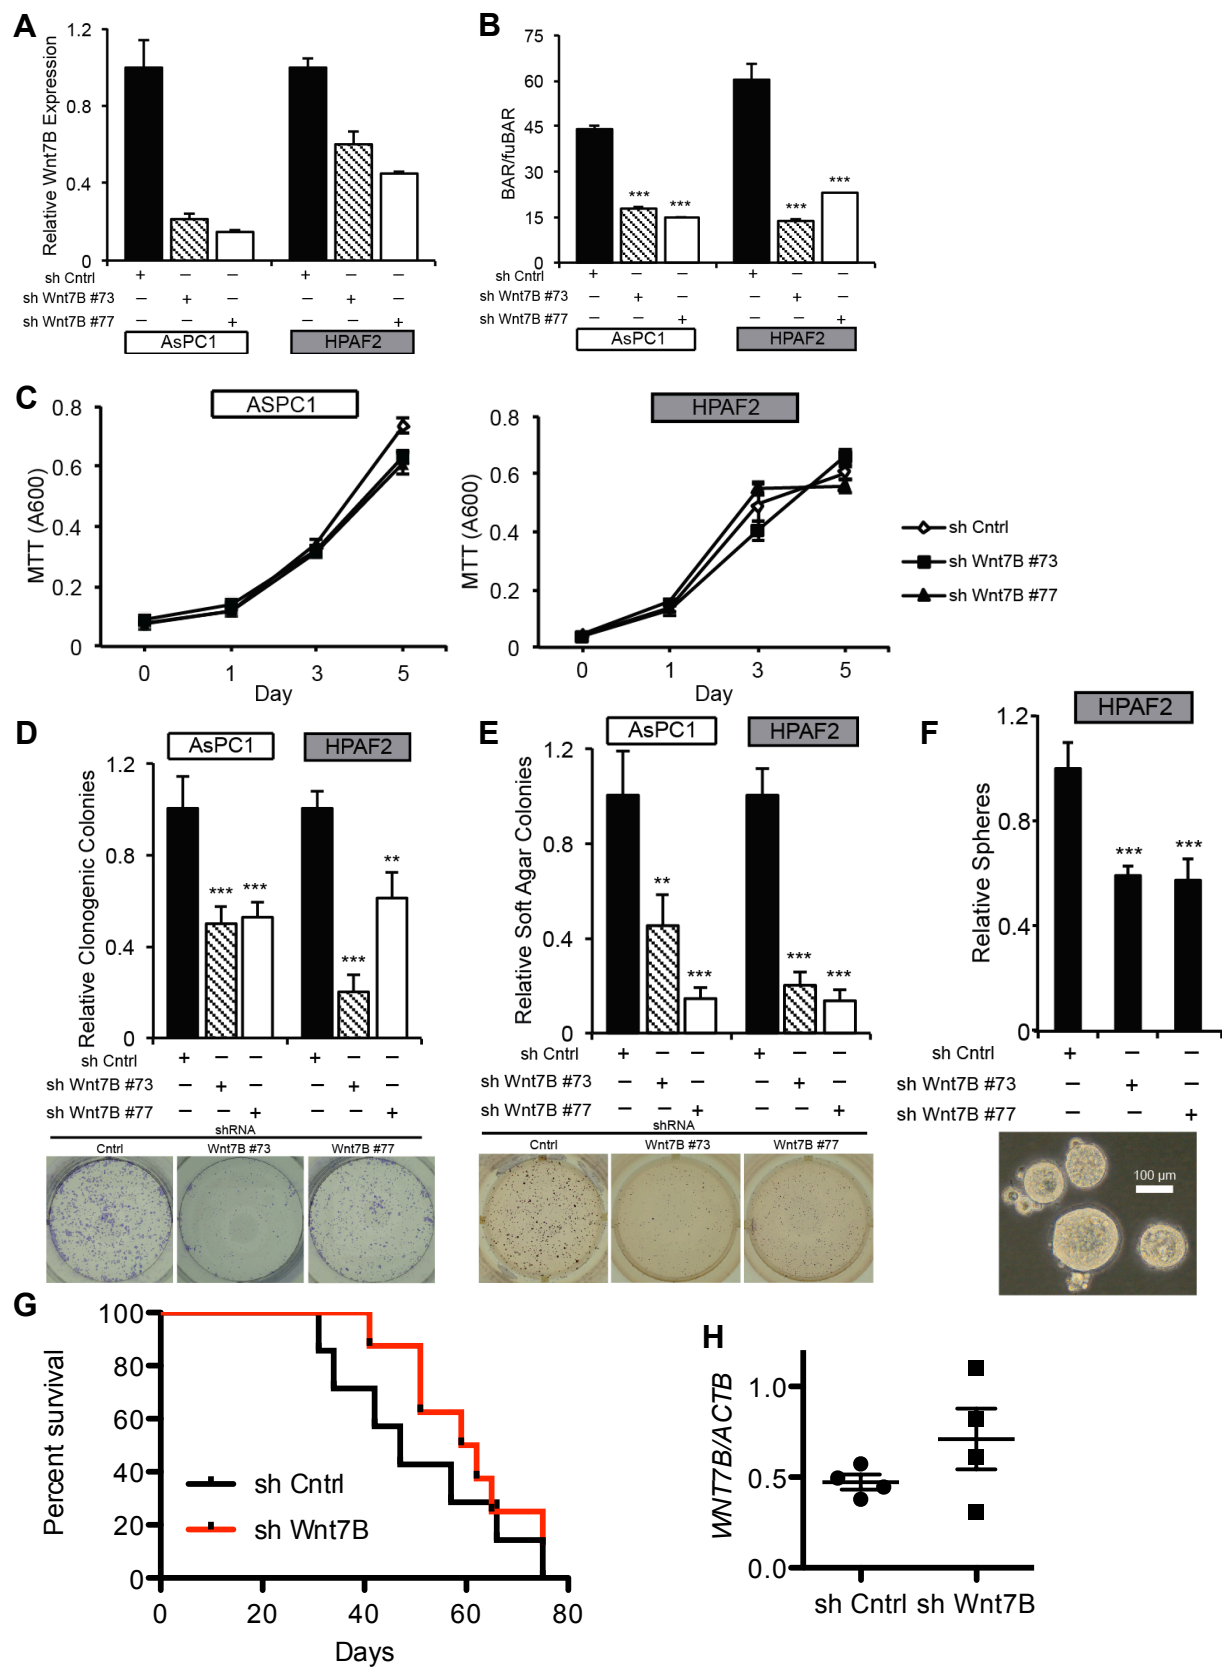 A
Relative Wnt7B Expression
1.2
0.8
0.4
0
sh Cntrl + – – + – –
sh Wnt7B #73 – + – – + –
sh Wnt7B #77 – – + – – +
AsPC1 HPAF2
B
BAR/fuBAR
75
60
45
30
15
0
*** *** *** ***
sh Cntrl + – – + – –
sh Wnt7B #73 – + – – + –
sh Wnt7B #77 – – + – – +
AsPC1 HPAF2
C
ASPC1
MTT (A600)
0.8
0.6
0.4
0.2
0
0 1 3 5
Day
HPAF2
MTT (A600)
0.8
0.6
0.4
0.2
0
0 1 3 5
Day
sh Cntrl
sh Wnt7B #73
sh Wnt7B #77
D
AsPC1 HPAF2
Relative Clonogenic Colonies
1.2
0.8
0.4
0
*** *** *** **
sh Cntrl + – – + – –
sh Wnt7B #73 – + – – + –
sh Wnt7B #77 – – + – – +
shRNA
Cntrl Wnt7B #73 Wnt7B #77
E
AsPC1 HPAF2
Relative Soft Agar Colonies
1.2
0.8
0.4
0
** *** *** ***
sh Cntrl + – – + – –
sh Wnt7B #73 – + – – + –
sh Wnt7B #77 – – + – – +
shRNA
Cntrl Wnt7B #73 Wnt7B #77
F
HPAF2
Relative Spheres
1.2
0.8
0.4
0
*** ***
sh Cntrl + – –
sh Wnt7B #73 – + –
sh Wnt7B #77 – – +
100 µm
G
Percent survival
100
80
60
40
20
0
sh Cntrl
sh Wnt7B
0 20 40 60 80
Days
H
WNT7B/ACTB
1.0
0.5
0.0
sh Cntrl sh Wnt7B